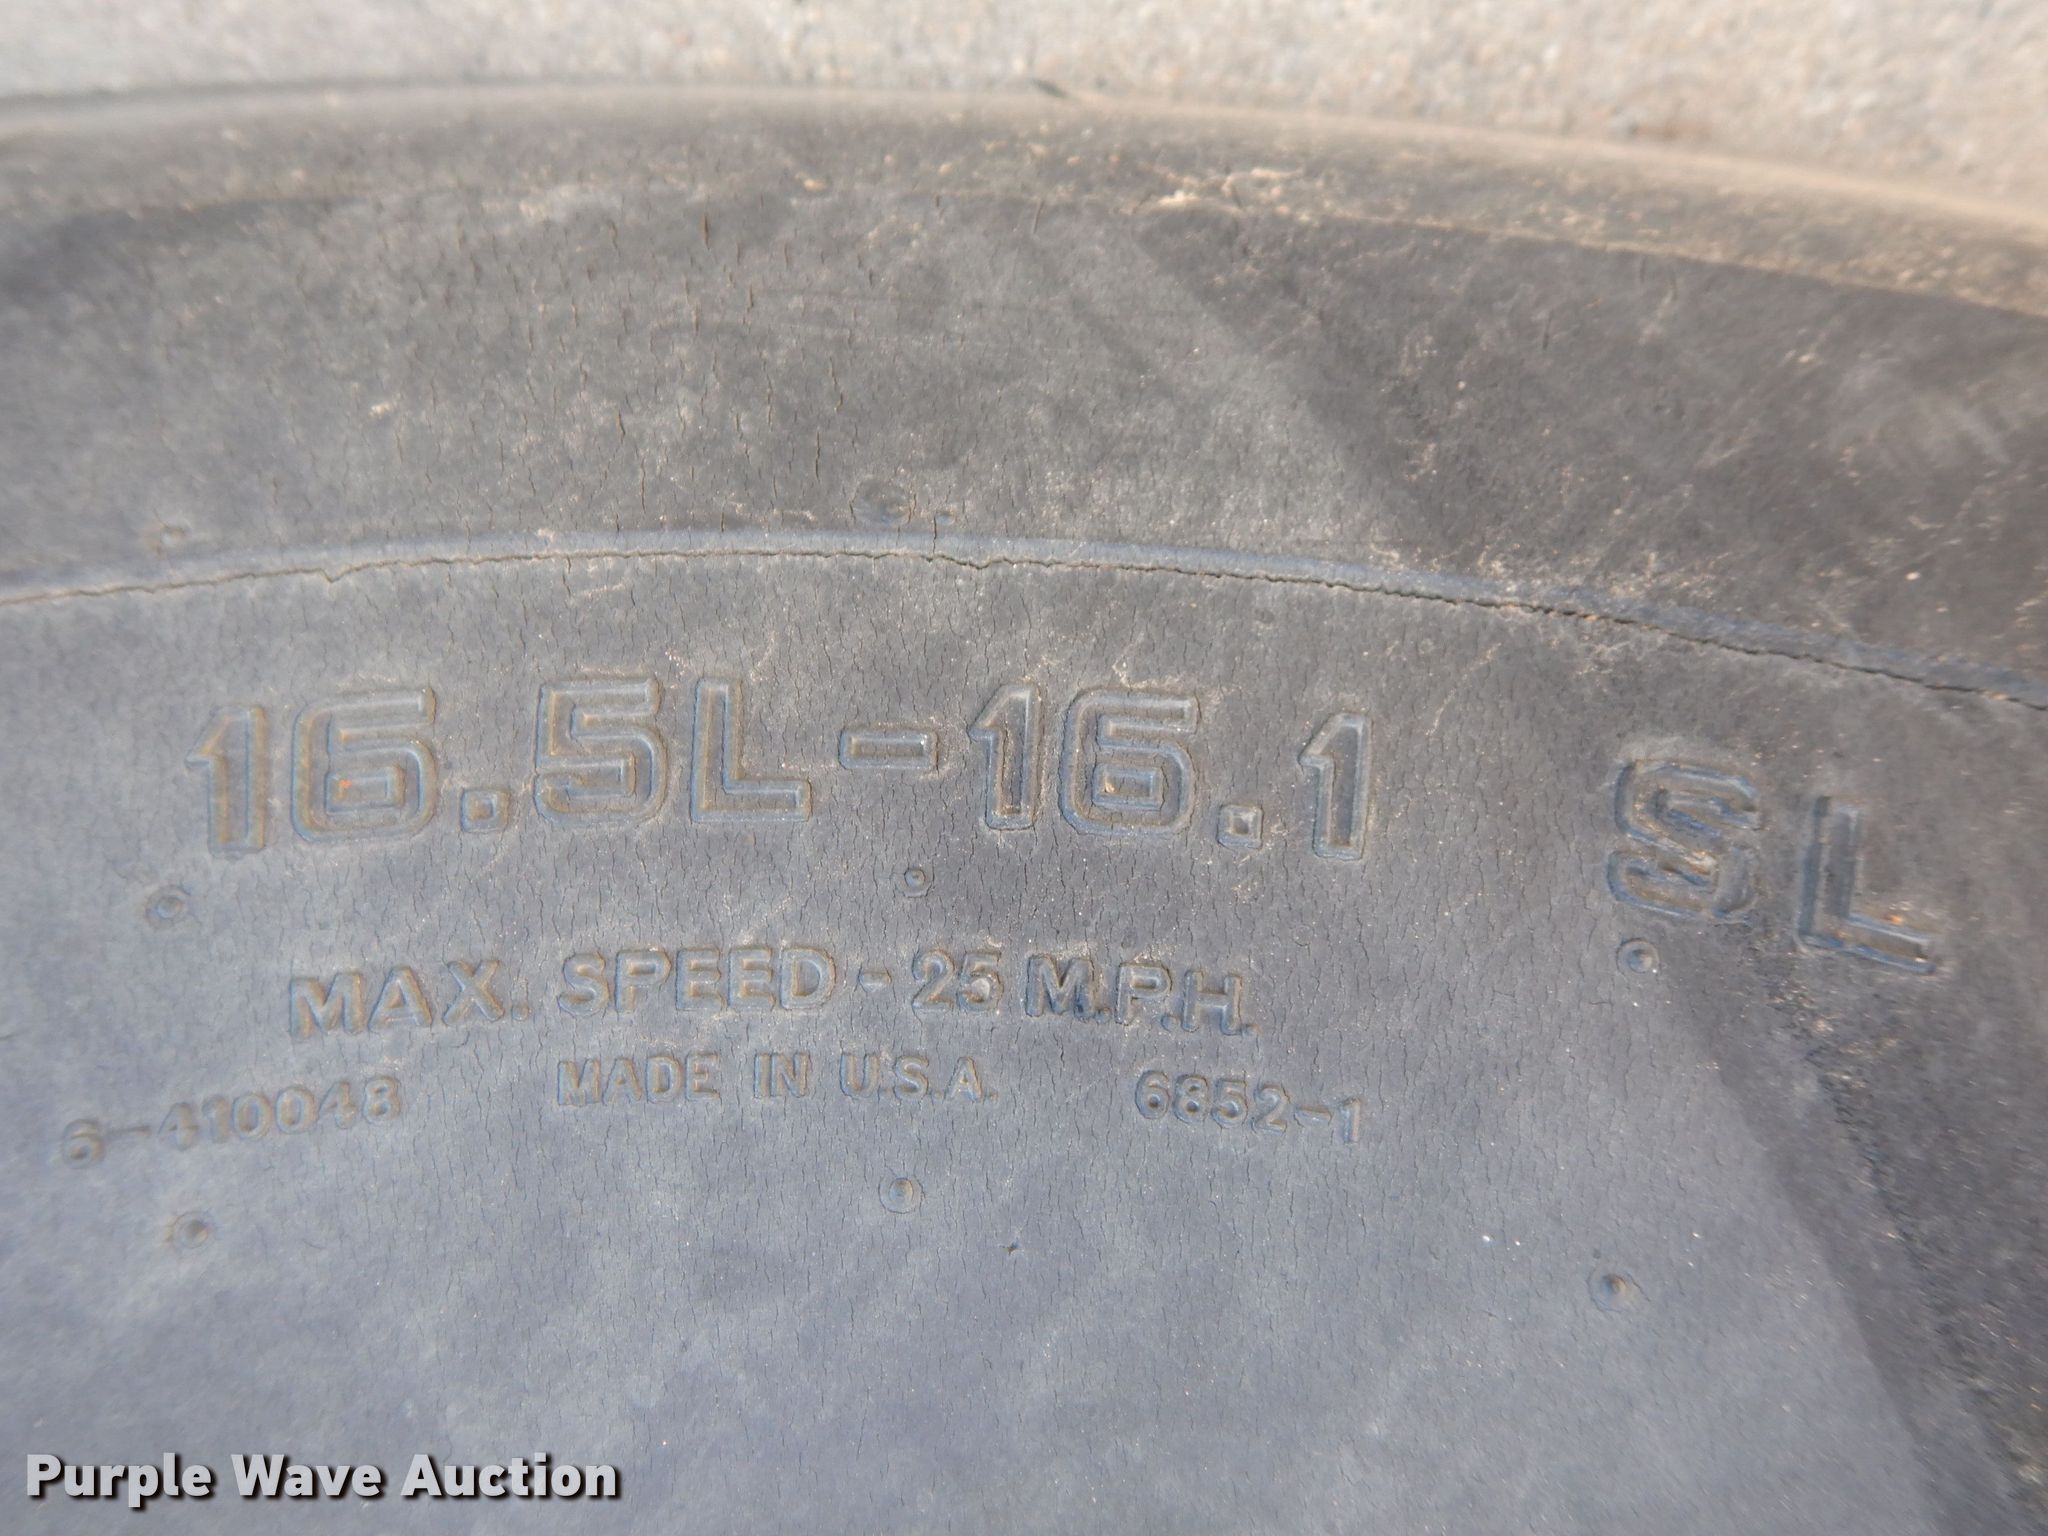 16.5L-16.1 SL
MAX. SPEED - 25 M.P.H.
6-410048 MADE IN U.S.A. 6852-1
Purple Wave Auction